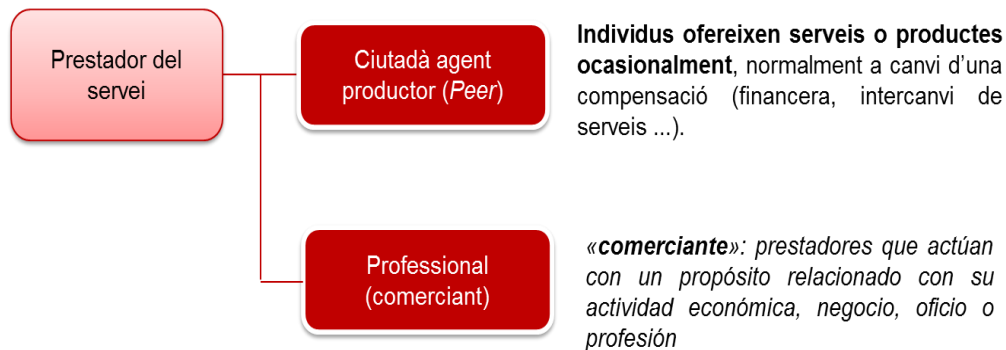 Prestador del
servei
Ciutadà agent
productor (Peer)
Individus ofereixen serveis o productes
ocasionalment, normalment a canvi d’una
compensació (financera, intercanvi de
serveis ...).
Professional
(comerciant)
«comerciante»: prestadores que actúan
con un propósito relacionado con su
actividad económica, negocio, oficio o
profesión